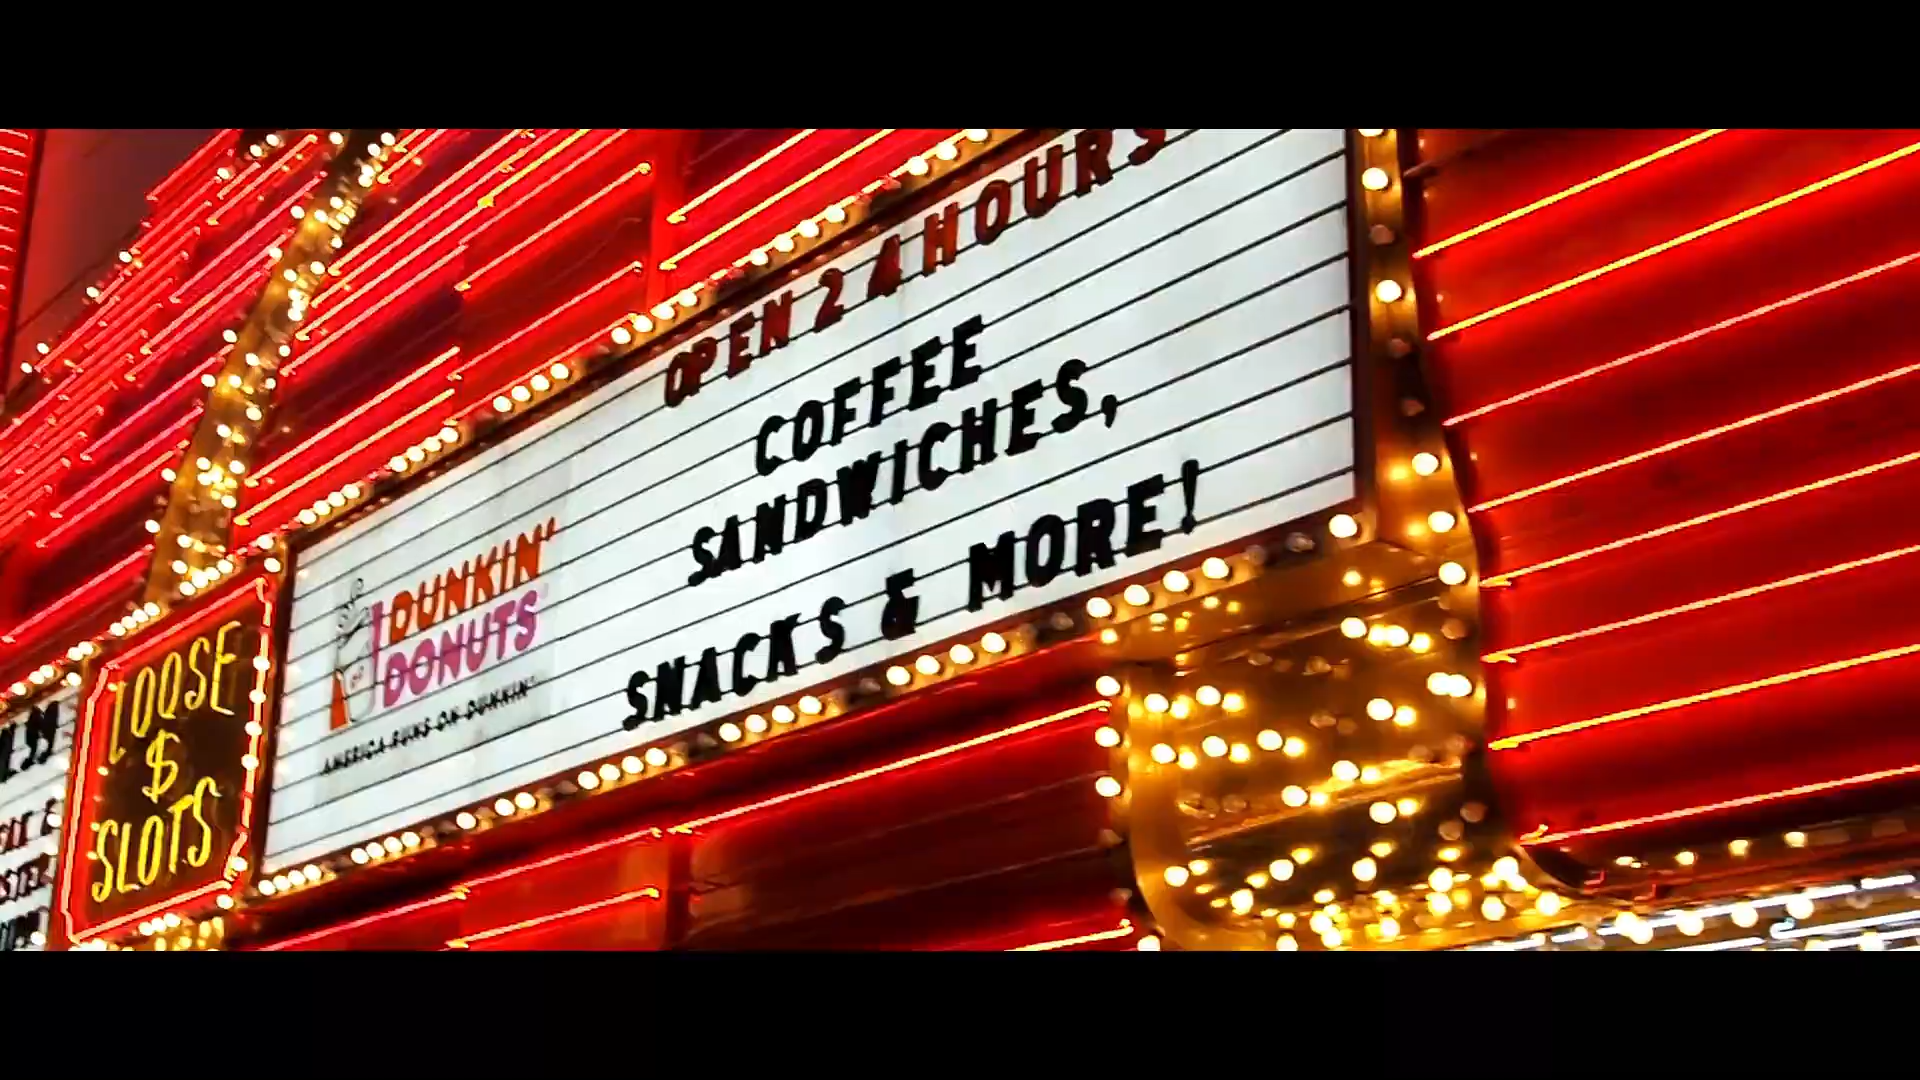 OPEN 24 HOURS
COFFEE
SANDWICHES,
SNACKS & MORE!
DUNKIN'
DONUTS
AMERICA RUNS ON DUNKIN'
LOOSE
$
SLOTS